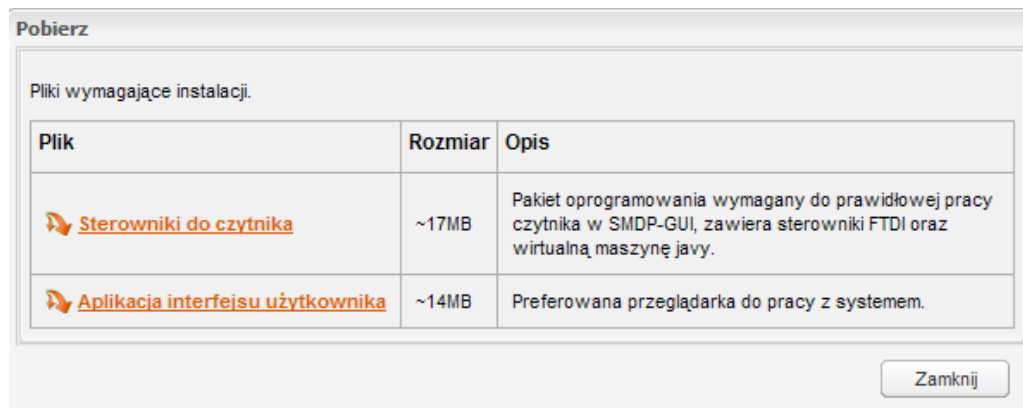 Pobierz
Pliki wymagające instalacji.
Plik Rozmiar Opis
Sterowniki do czytnika ~17MB Pakiet oprogramowania wymagany do prawidłowej pracy
czytnika w SMDP-GUI, zawiera sterowniki FTDI oraz
wirtualną maszynę javy.
Aplikacja interfejsu użytkownika ~14MB Preferowana przeglądarka do pracy z systemem.
Zamknij